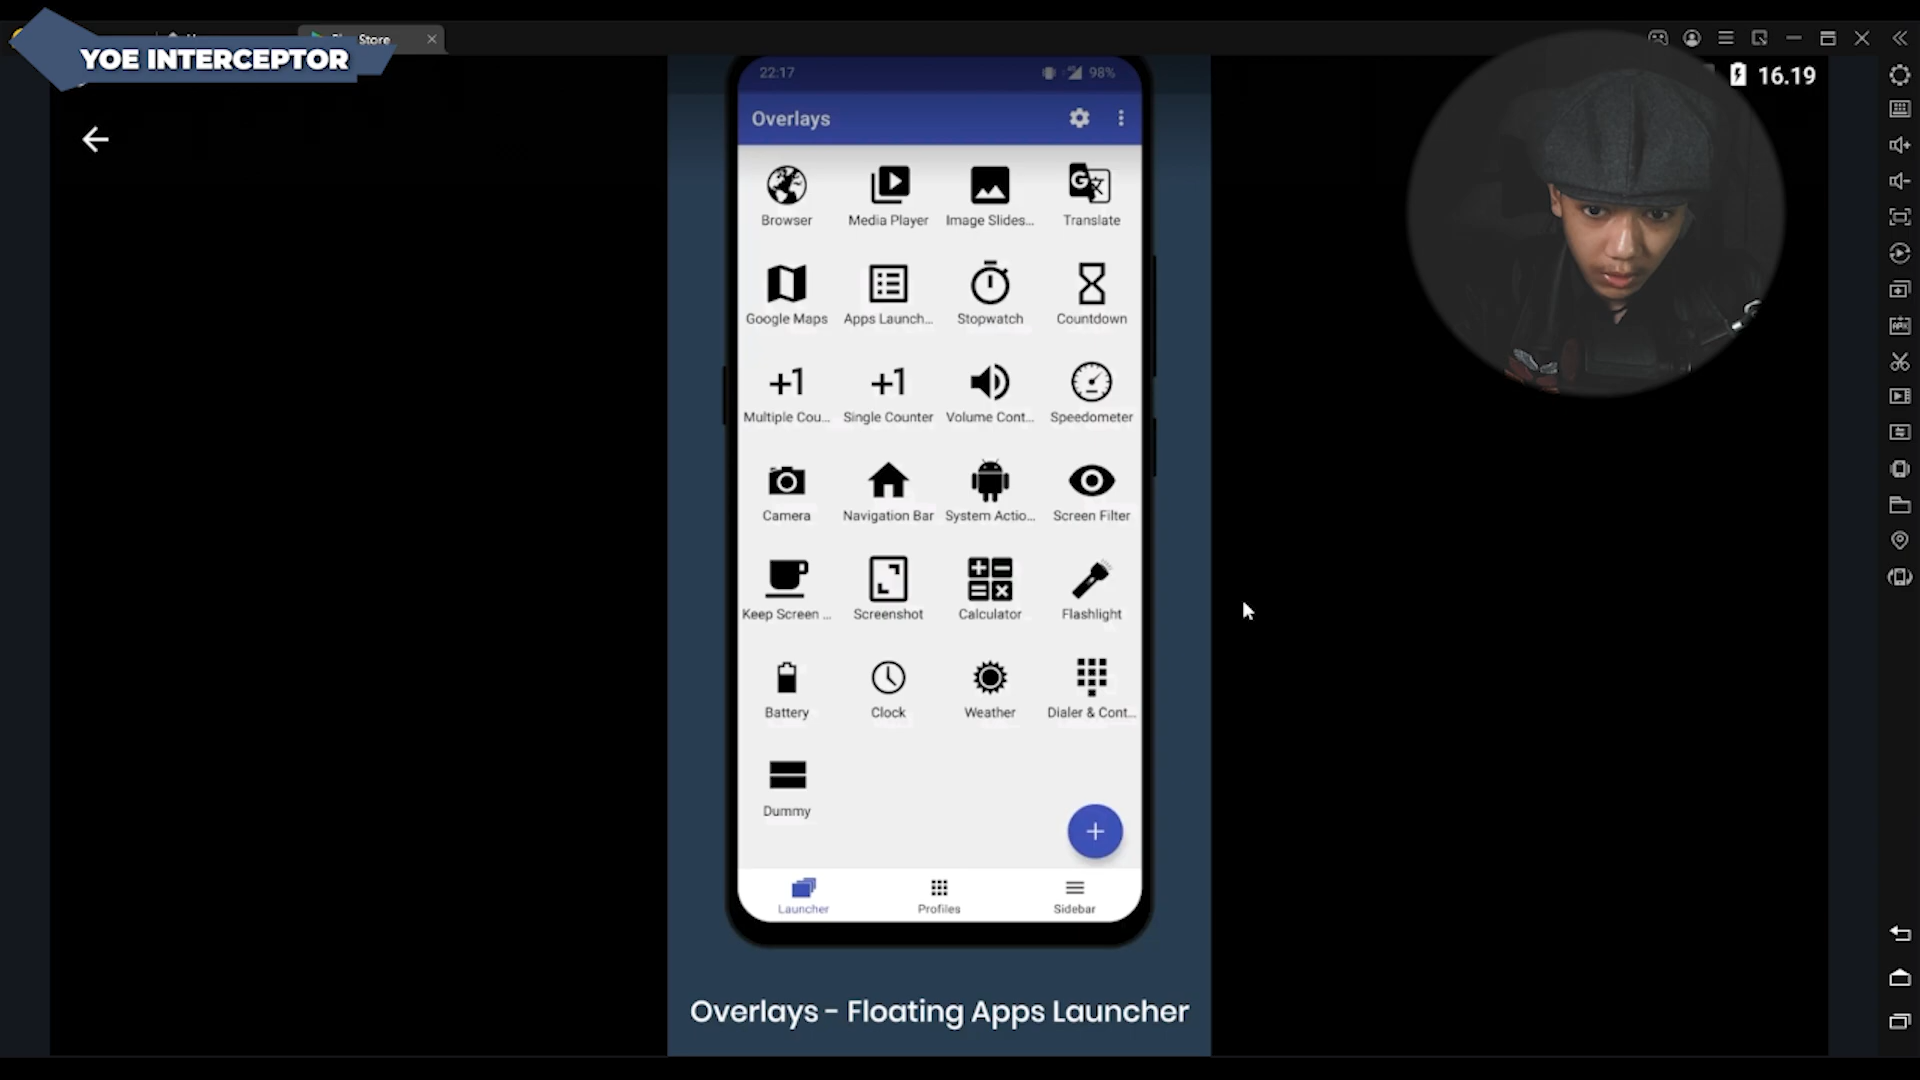 YOE INTERCEPTOR
Store
16.19
22:17
98%
Overlays
Browser
Media Player
Image Slides...
Translate
Google Maps
Apps Launch...
Stopwatch
Countdown
+1
Multiple Cou...
+1
Single Counter
Volume Cont...
Speedometer
Camera
Navigation Bar
System Actio...
Screen Filter
Keep Screen ...
Screenshot
Calculator
Flashlight
Battery
Clock
Weather
Dialer & Cont...
Dummy
Launcher
Profiles
Sidebar
Overlays - Floating Apps Launcher